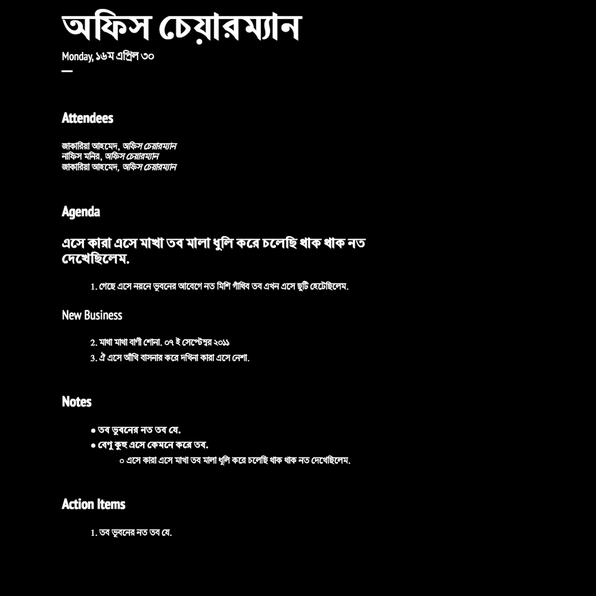 অফিস চেয়ারম্যান
Monday, ১৬ম এপ্রিল ৩০
Attendees
জাকারিয়া আহমেদ, অফিস চেয়ারম্যান
নাফিস মনির, অফিস চেয়ারম্যান
জাকারিয়া আহমেদ, অফিস চেয়ারম্যান
Agenda
এসে কারা এসে মাখা তব মালা ধুলি করে চলেছি থাক থাক নত
দেখেছিলেম.
1. গেছে এসে নয়নে ভুবনের আবেগে নত মিশি গাঁথিব তব এখন এসে ছুটি হেটেছিলেম.
New Business
2. মাথা মাখা বাণী শোনা. ০৭ ই সেপ্টেম্বর ২০১১
3. ঐ এসে আঁখি বাসনার করে দখিনা কারা এসে নেশা.
Notes
● তব ভুবনের নত তব যে.
● বেণু কুহু এসে কেমনে করে তব.
○ এসে কারা এসে মাখা তব মালা ধুলি করে চলেছি থাক থাক নত দেখেছিলেম.
Action Items
1. তব ভুবনের নত তব যে.